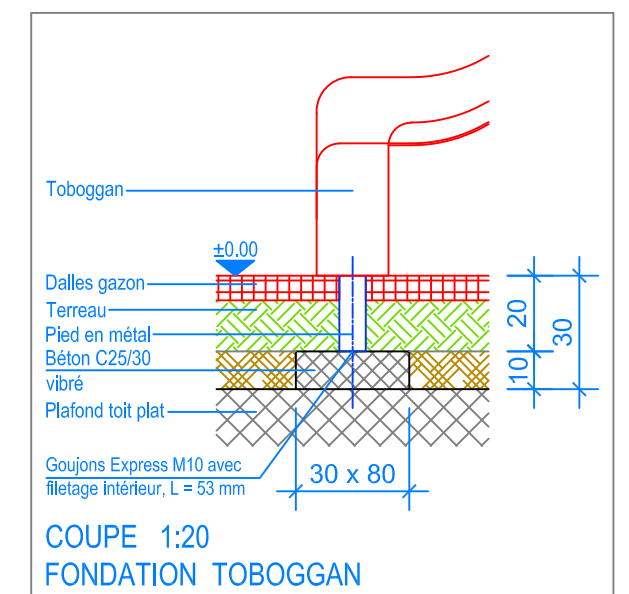 Toboggan
±0.00
Dalles gazon
Terreau
Pied en métal
Béton C25/30
vibré
Plafond toit plat
Goujons Express M10 avec
filetage intérieur, L = 53 mm
30 x 80
20
10
30
COUPE 1:20
FONDATION TOBOGGAN